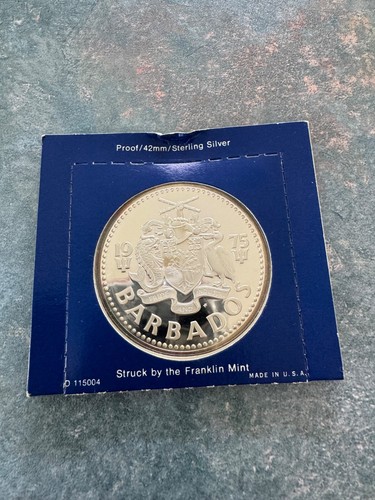 Proof/42mm/Sterling Silver
19 75
BARBADOS
Struck by the Franklin Mint
MADE IN U.S.A.
O 115004